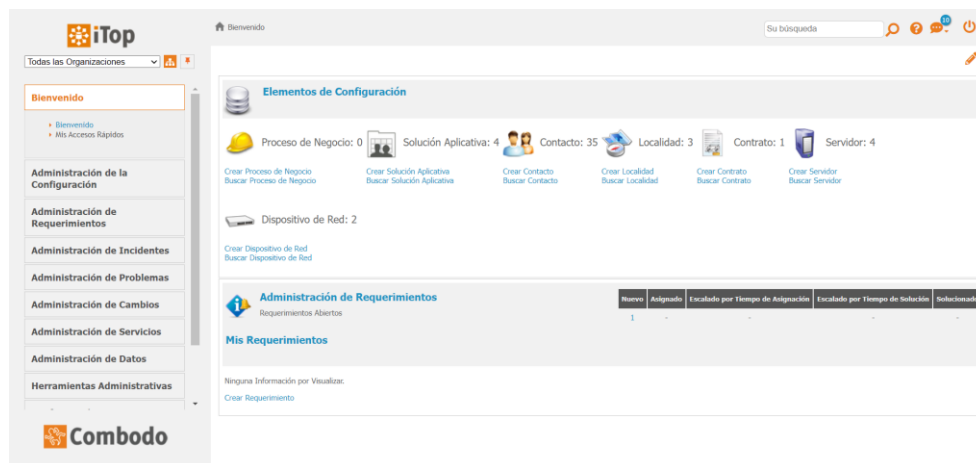 iTop
Todas las Organizaciones
Bienvenido
Bienvenido
Mis Accesos Rápidos
Administración de la
Configuración
Administración de
Requerimientos
Administración de Incidentes
Administración de Problemas
Administración de Cambios
Administración de Servicios
Administración de Datos
Herramientas Administrativas
Combodo
Bienvenido
Su búsqueda
10
Elementos de Configuración
Proceso de Negocio: 0
Crear Proceso de Negocio
Buscar Proceso de Negocio
Solución Aplicativa: 4
Crear Solución Aplicativa
Buscar Solución Aplicativa
Contacto: 35
Crear Contacto
Buscar Contacto
Localidad: 3
Crear Localidad
Buscar Localidad
Contrato: 1
Crear Contrato
Buscar Contrato
Servidor: 4
Crear Servidor
Buscar Servidor
Dispositivo de Red: 2
Crear Dispositivo de Red
Buscar Dispositivo de Red
Administración de Requerimientos
Requerimientos Abiertos
Nuevo Asignado Escalado por Tiempo de Asignación Escalado por Tiempo de Solución Solucionado
1 - - - -
Mis Requerimientos
Ninguna Información por Visualizar.
Crear Requerimiento